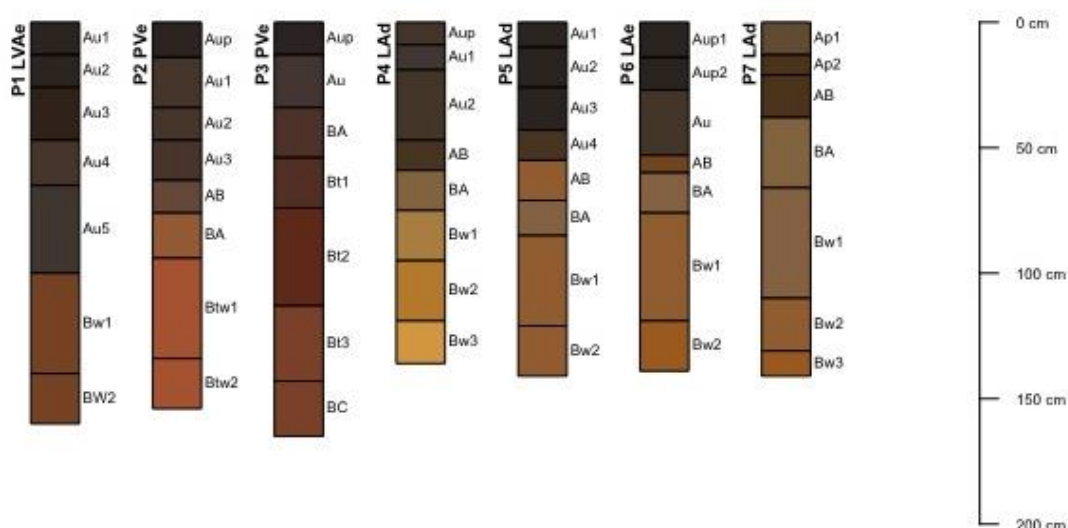 P1 LVAe
Au1
Au2
Au3
Au4
Au5
Bw1
BW2
P2 PVe
Aup
Au1
Au2
Au3
AB
BA
Btw1
Btw2
P3 PVe
Aup
Au
BA
Bt1
Bt2
Bt3
BC
P4 LAd
Aup
Au1
Au2
AB
BA
Bw1
Bw2
Bw3
P5 LAd
Au1
Au2
Au3
Au4
AB
BA
Bw1
Bw2
P6 LAe
Aup1
Aup2
Au
AB
BA
Bw1
Bw2
P7 LAd
Ap1
Ap2
AB
BA
Bw1
Bw2
Bw3
0 cm
50 cm
100 cm
150 cm
200 cm